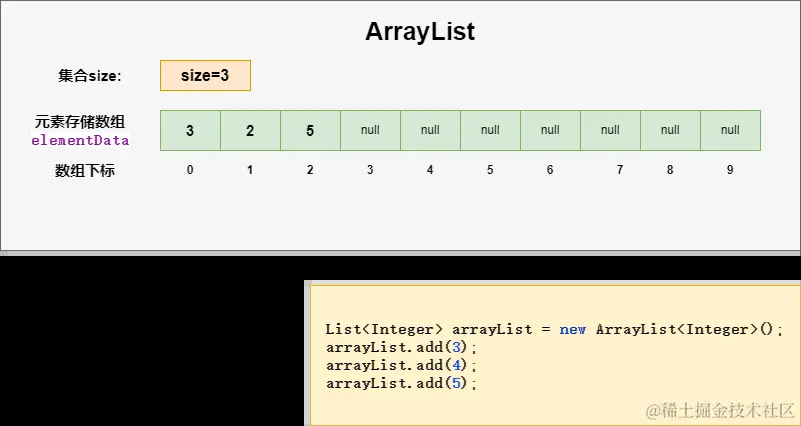 ArrayList
集合size: size=3
元素存储数组
elementData
3 2 5 null null null null null null null
数组下标 0 1 2 3 4 5 6 7 8 9
List<Integer> arrayList = new ArrayList<Integer>();
arrayList.add(3);
arrayList.add(4);
arrayList.add(5);
@稀土掘金技术社区